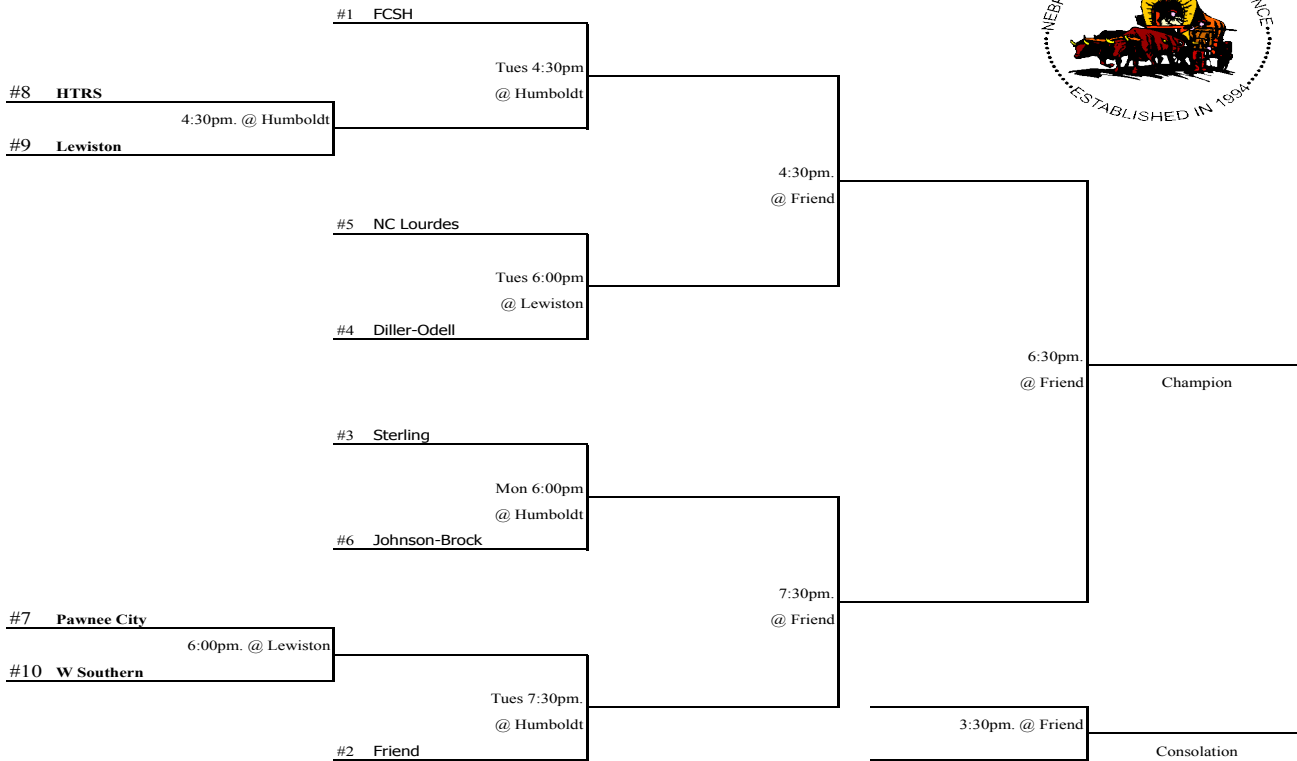 #1 FCSH
Tues 4:30pm
@ Humboldt
#8 HTRS
4:30pm. @ Humboldt
#9 Lewiston
4:30pm.
@ Friend
#5 NC Lourdes
Tues 6:00pm
@ Lewiston
#4 Diller-Odell
6:30pm.
@ Friend
Champion
#3 Sterling
Mon 6:00pm
@ Humboldt
#6 Johnson-Brock
7:30pm.
@ Friend
#7 Pawnee City
6:00pm. @ Lewiston
#10 W Southern
Tues 7:30pm.
@ Humboldt
#2 Friend
3:30pm. @ Friend
Consolation
ESTABLISHED IN 1994